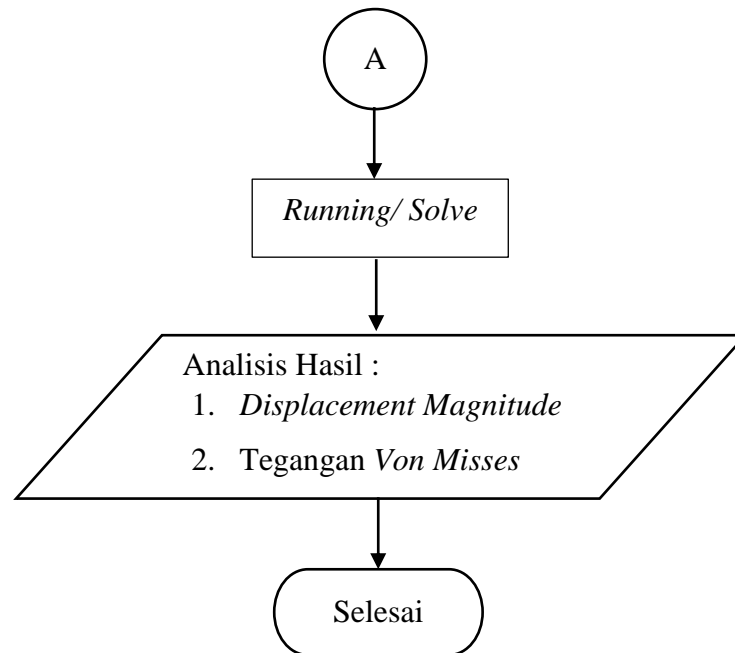 A
Running/ Solve
Analisis Hasil :
1. Displacement Magnitude
2. Tegangan Von Misses
Selesai